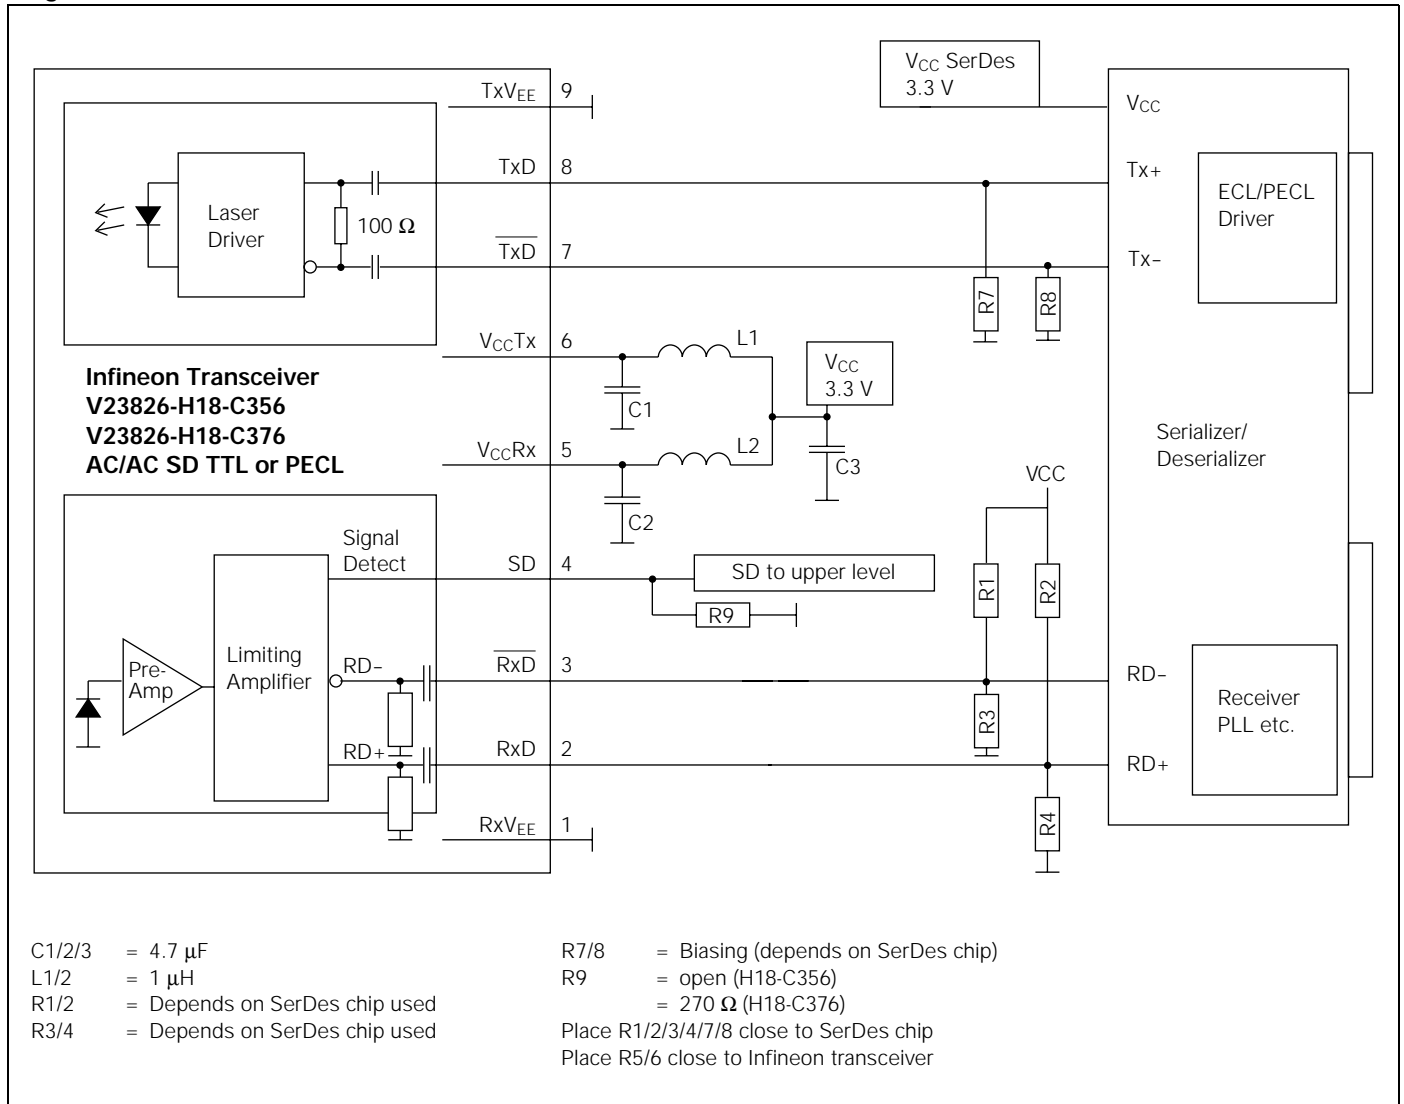 V_CC SerDes
3.3 V
TxV_EE 9
V_CC
TxD 8
Tx+
ECL/PECL
Driver
Laser
Driver
100 Ω
T̅x̅D̅ 7
Tx-
R7
R8
V_CCTx 6
L1
V_CC
3.3 V
C1
Infineon Transceiver
V23826-H18-C356
V23826-H18-C376
AC/AC SD TTL or PECL
V_CCRx 5
L2
C3
C2
Serializer/
Deserializer
VCC
Signal
Detect
SD 4
SD to upper level
R9
R1
R2
Pre-
Amp
Limiting
Amplifier
RD-
R̅x̅D̅ 3
R3
RD-
Receiver
PLL etc.
RD+
RxD 2
RD+
R4
RxV_EE 1
C1/2/3 = 4.7 µF
L1/2 = 1 µH
R1/2 = Depends on SerDes chip used
R3/4 = Depends on SerDes chip used
R7/8 = Biasing (depends on SerDes chip)
R9 = open (H18-C356)
= 270 Ω (H18-C376)
Place R1/2/3/4/7/8 close to SerDes chip
Place R5/6 close to Infineon transceiver